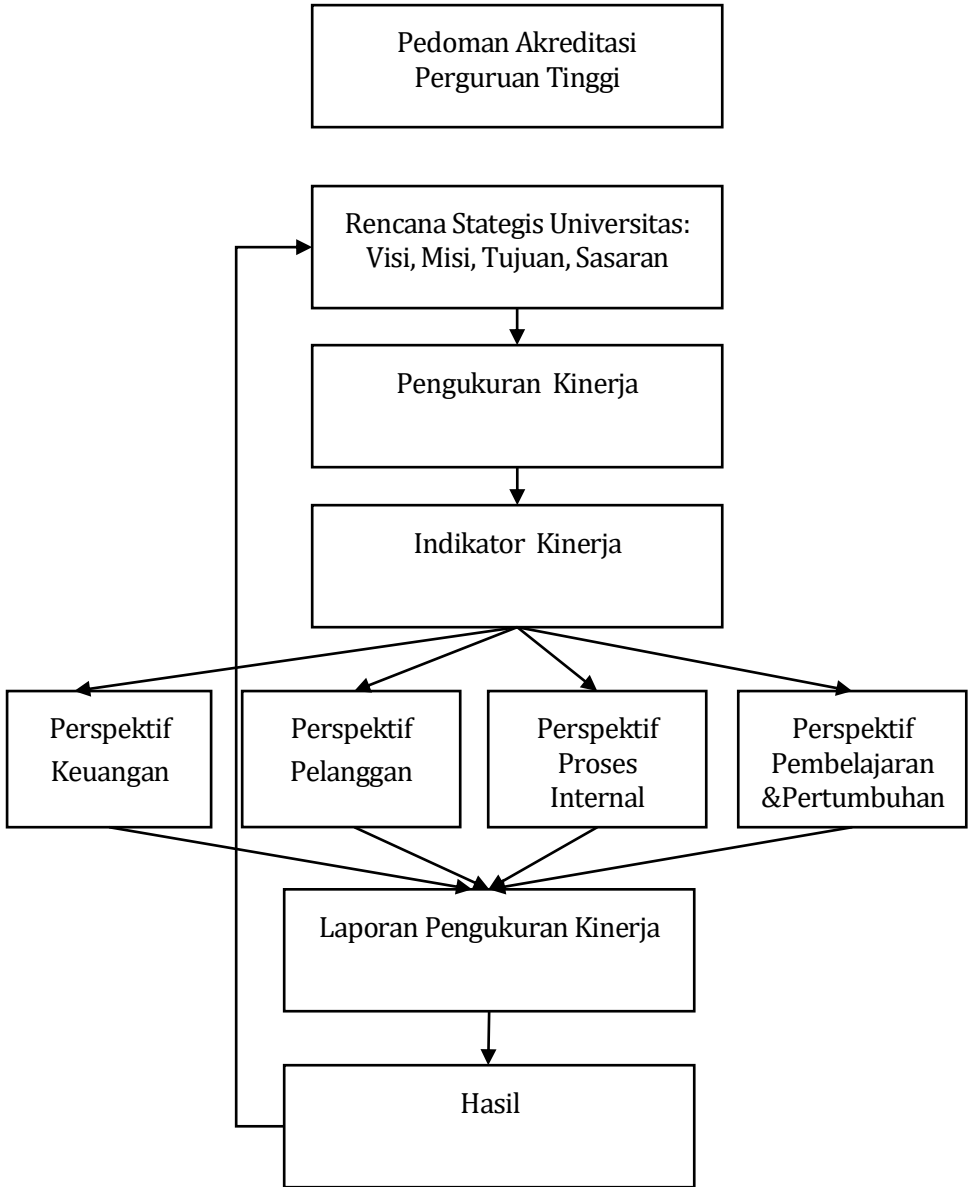 Pedoman Akreditasi
Perguruan Tinggi
Rencana Stategis Universitas:
Visi, Misi, Tujuan, Sasaran
Pengukuran Kinerja
Indikator Kinerja
Perspektif
Keuangan
Perspektif
Pelanggan
Perspektif
Proses
Internal
Perspektif
Pembelajaran
&Pertumbuhan
Laporan Pengukuran Kinerja
Hasil